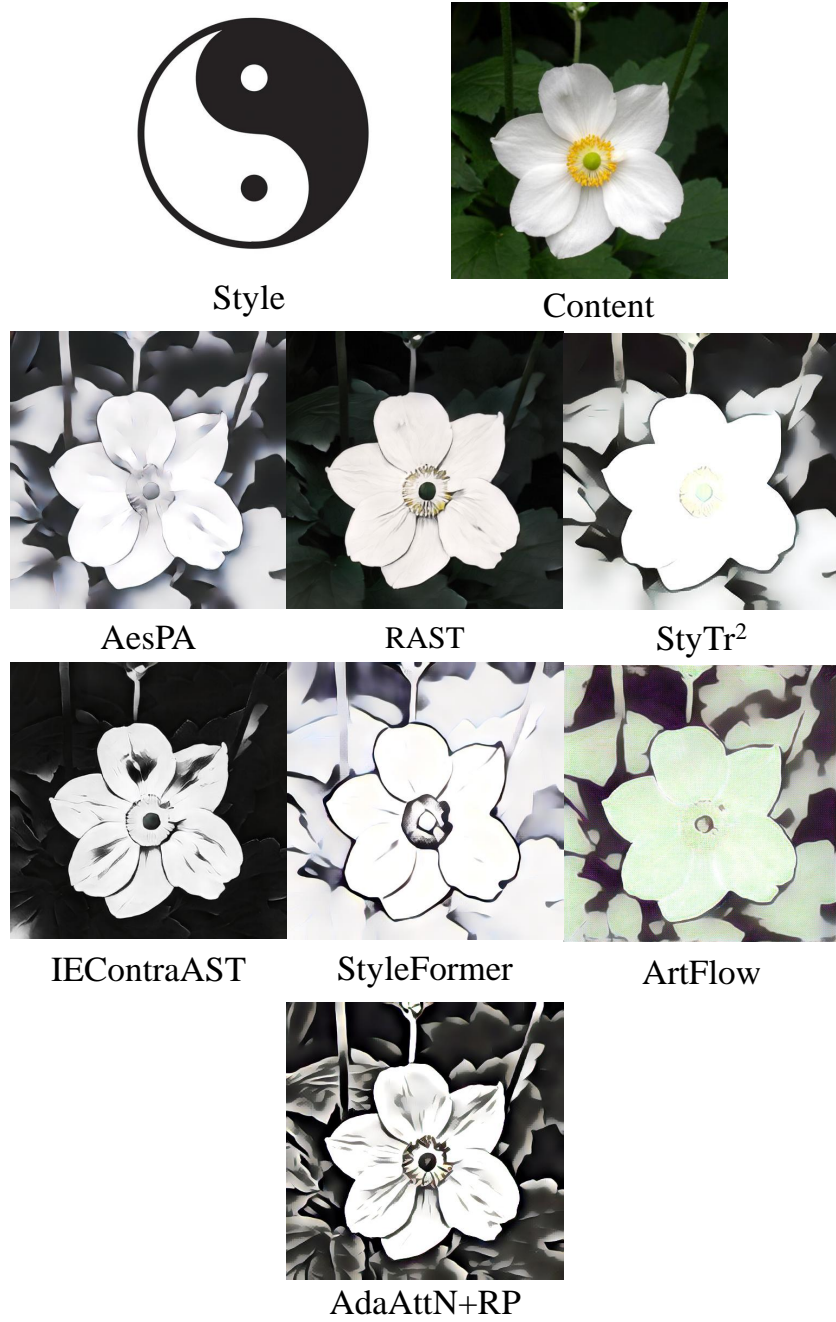 Style
Content
AesPA
RAST
StyTr²
IEContraAST
StyleFormer
ArtFlow
AdaAttN+RP